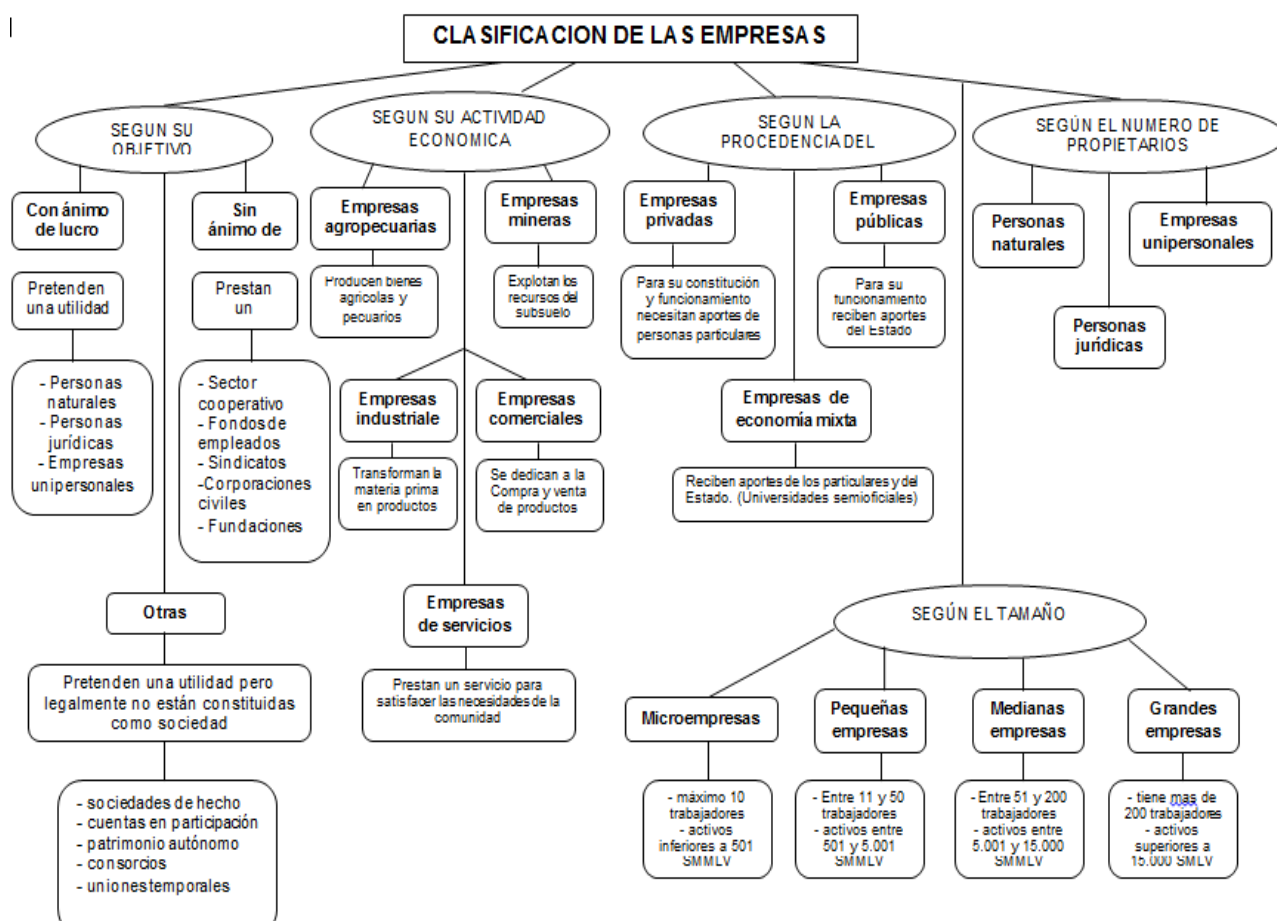 CLASIFICACION DE LAS EMPRESAS
SEGUN SU
OBJETIVO
SEGUN SU ACTIVIDAD
ECONOMICA
SEGUN LA
PROCEDENCIA DEL
SEGÚN EL NUMERO DE
PROPIETARIOS
Con ánimo
de lucro
Sin
ánimo de
Empresas
agropecuarias
Empresas
mineras
Empresas
privadas
Empresas
públicas
Personas
naturales
Empresas
unipersonales
Pretenden
una utilidad
Prestan
un
Producen bienes
agrícolas y
pecuarios
Explotan los
recursos del
subsuelo
Para su constitución
y funcionamiento
necesitan aportes de
personas particulares
Para su
funcionamiento
reciben aportes
del Estado
Personas
jurídicas
- Personas
naturales
- Personas
jurídicas
- Empresas
unipersonales
- Sector
cooperativo
- Fondos de
empleados
- Sindicatos
-Corporaciones
civiles
- Fundaciones
Empresas
industriale
Empresas
comerciales
Empresas de
economía mixta
Transforman la
materia prima
en productos
Se dedican a la
Compra y venta
de productos
Reciben aportes de los particulares y del
Estado. (Universidades semioficiales)
Otras
Empresas
de servicios
SEGÚN EL TAMAÑO
Pretenden una utilidad pero
legalmente no están constituidas
como sociedad
Prestan un servicio para
satisfacer las necesidades de la
comunidad
Microempresas
Pequeñas
empresas
Medianas
empresas
Grandes
empresas
- sociedades de hecho
- cuentas en participación
- patrimonio autónomo
- consorcios
- uniones temporales
- máximo 10
trabajadores
- activos
inferiores a 501
SMMLV
- Entre 11 y 50
trabajadores
- activos entre
501 y 5.001
SMMLV
- Entre 51 y 200
trabajadores
- activos entre
5.001 y 15.000
SMMLV
- tiene mas de
200 trabajadores
- activos
superiores a
15.000 SMLV